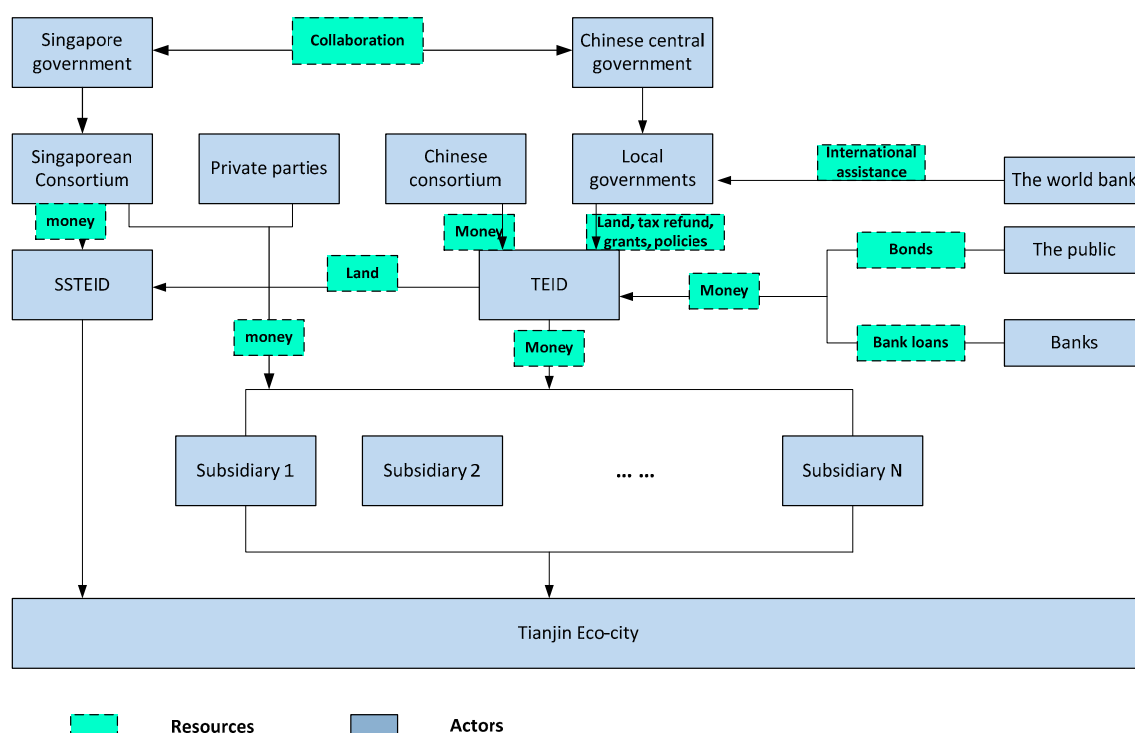 Singapore
government
Collaboration
Chinese central
government
Singaporean
Consortium
Private parties
Chinese
consortium
Local
governments
International
assistance
The world bank
money
Money
Land, tax refund,
grants, policies
Bonds
The public
SSTEID
Land
TEID
Money
money
Money
Bank loans
Banks
Subsidiary 1
Subsidiary 2
... ...
Subsidiary N
Tianjin Eco-city
Resources
Actors